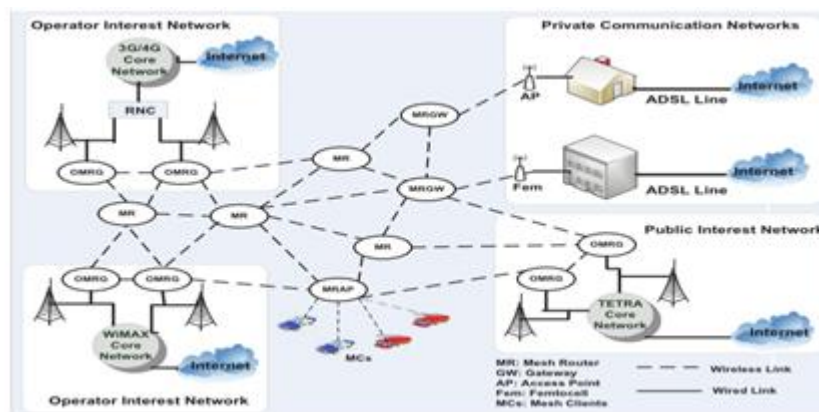 Operator Interest Network
3G/4G
Core
Network
Internet
RNC
OMRG
OMRG
MR
MR
MR
MRGW
MRGW
MR
MRAP
MCs
Private Communication Networks
AP
ADSL Line
Internet
Fem
ADSL Line
Internet
Public Interest Network
OMRG
OMRG
TETRA
Core
Network
Internet
OMRG
OMRG
WiMAX
Core
Network
Internet
Operator Interest Network
MR: Mesh Router
GW: Gateway
AP: Access Point
Fem: Femtocell
MCs: Mesh Clients
Wireless Link
Wired Link